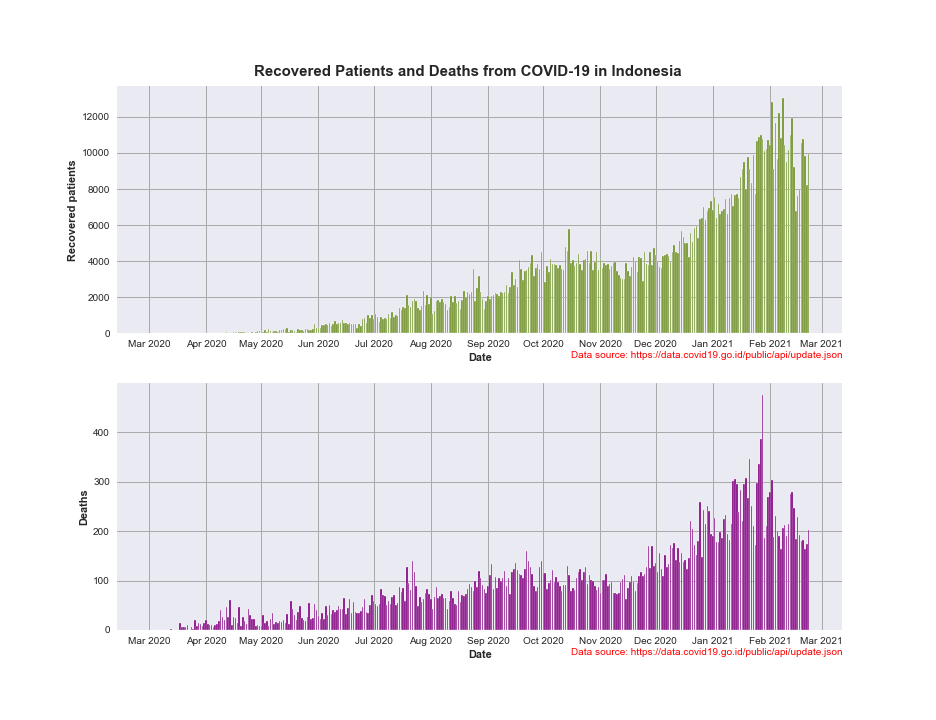 Recovered Patients and Deaths from COVID-19 in Indonesia
12000
10000
8000
6000
4000
2000
0
Recovered patients
Mar 2020 Apr 2020 May 2020 Jun 2020 Jul 2020 Aug 2020 Sep 2020 Oct 2020 Nov 2020 Dec 2020 Jan 2021 Feb 2021 Mar 2021
Date
Data source: https://data.covid19.go.id/public/api/update.json
400
300
200
100
0
Deaths
Mar 2020 Apr 2020 May 2020 Jun 2020 Jul 2020 Aug 2020 Sep 2020 Oct 2020 Nov 2020 Dec 2020 Jan 2021 Feb 2021 Mar 2021
Date
Data source: https://data.covid19.go.id/public/api/update.json